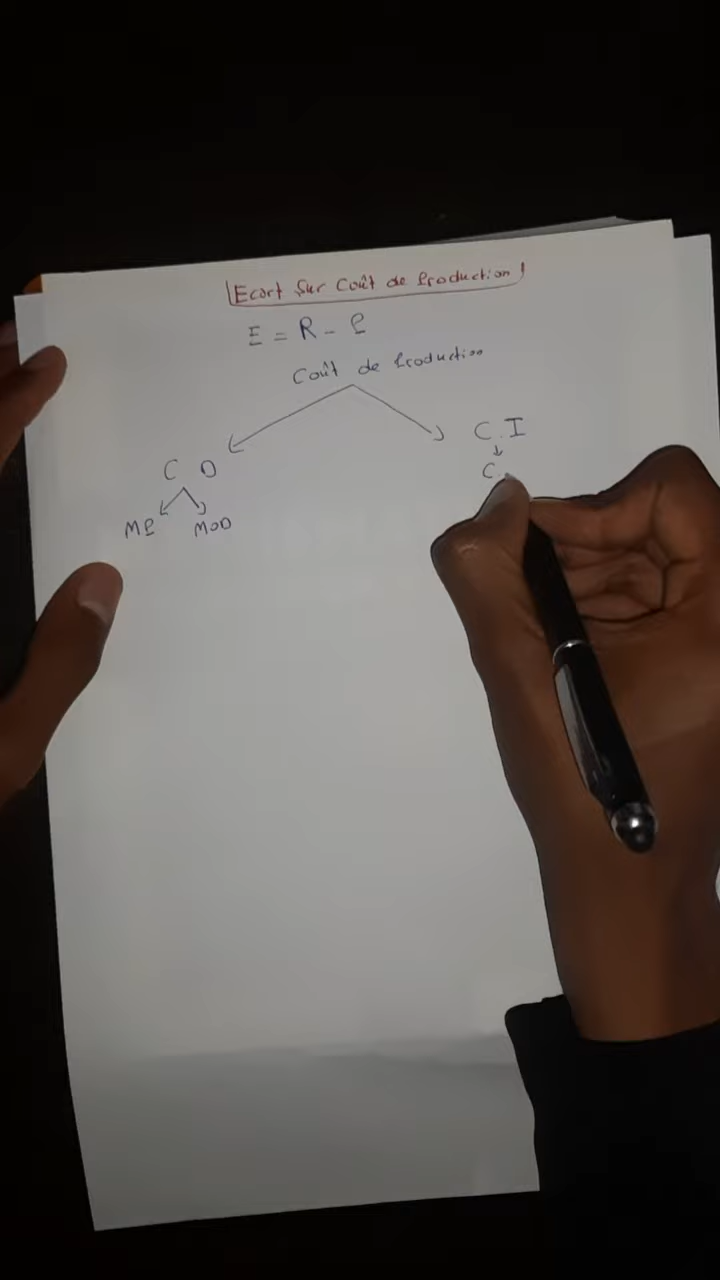 Ecart Sur Coût de Production
E = R - P
Coût de Production
C D
C.I
MP
MOD
C.